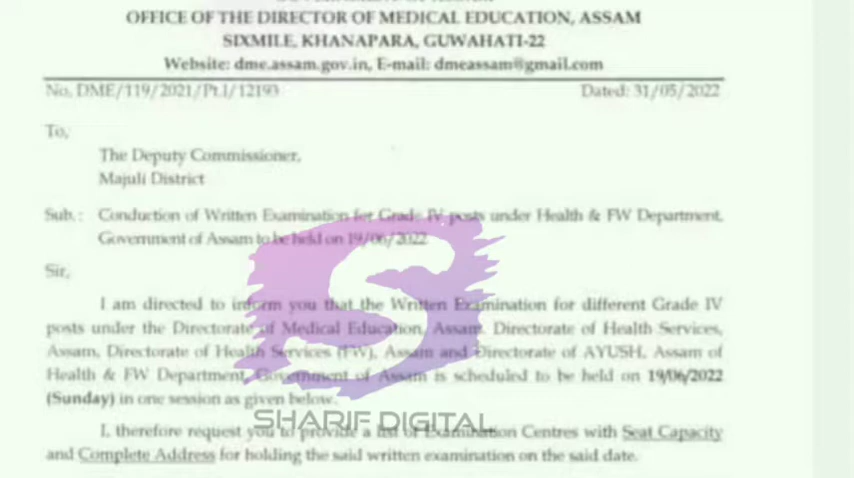 OFFICE OF THE DIRECTOR OF MEDICAL EDUCATION, ASSAM
SIXMILE, KHANAPARA, GUWAHATI-22
Website: dme.assam.gov.in, E-mail: dmeassam@gmail.com
No. DME/119/2021/Pt.I/12193 Dated: 31/05/2022
To,
The Deputy Commissioner,
Majuli District
Sub.: Conduction of Written Examination for Grade IV posts under Health & FW Department,
Government of Assam to be held on 19/06/2022
Sir,
I am directed to inform you that the Written Examination for different Grade IV
posts under the Directorate of Medical Education, Assam, Directorate of Health Services,
Assam, Directorate of Health Services (FW), Assam and Directorate of AYUSH, Assam of
Health & FW Department, Government of Assam is scheduled to be held on 19/06/2022
(Sunday) in one session as given below.
I, therefore request you to provide a list of Examination Centres with Seat Capacity
and Complete Address for holding the said written examination on the said date.
SHARIF DIGITAL